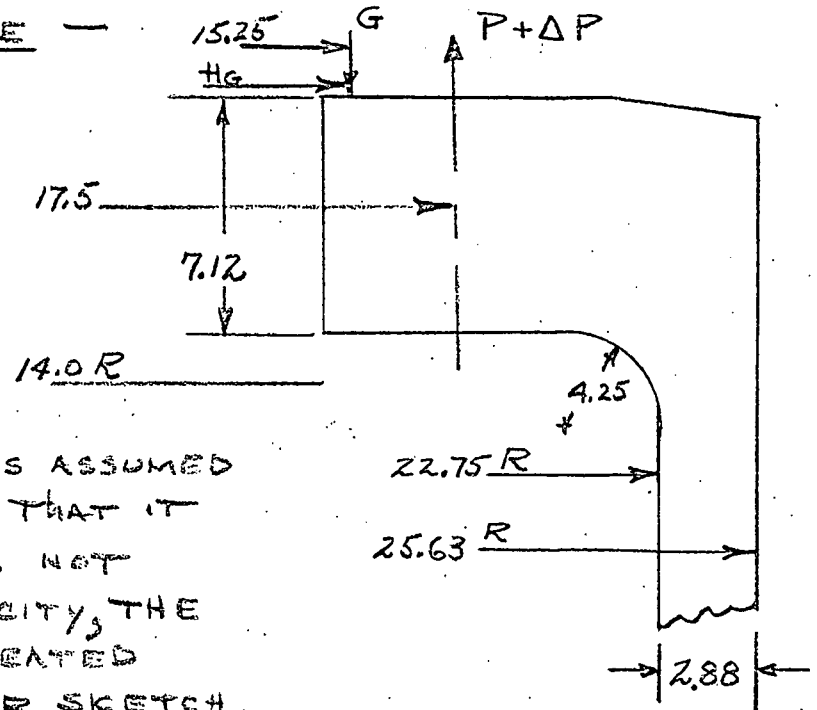 E —
15.25
G
P + Δ P
HG
17.5
7.12
14.0 R
4.25
S ASSUMED
22.75 R
THAT IT
25.63 R
NOT
CITY, THE
EATED
2.88
SKETCH